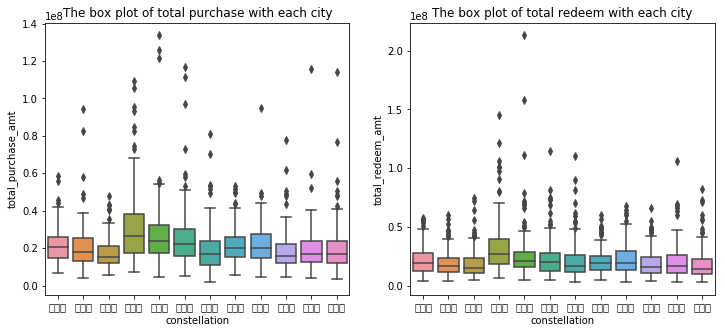 The box plot of total purchase with each city
1e8
1.4
1.2
1.0
0.8
0.6
0.4
0.2
0.0
total_purchase_amt
constellation
The box plot of total redeem with each city
1e8
2.0
1.5
1.0
0.5
0.0
total_redeem_amt
constellation